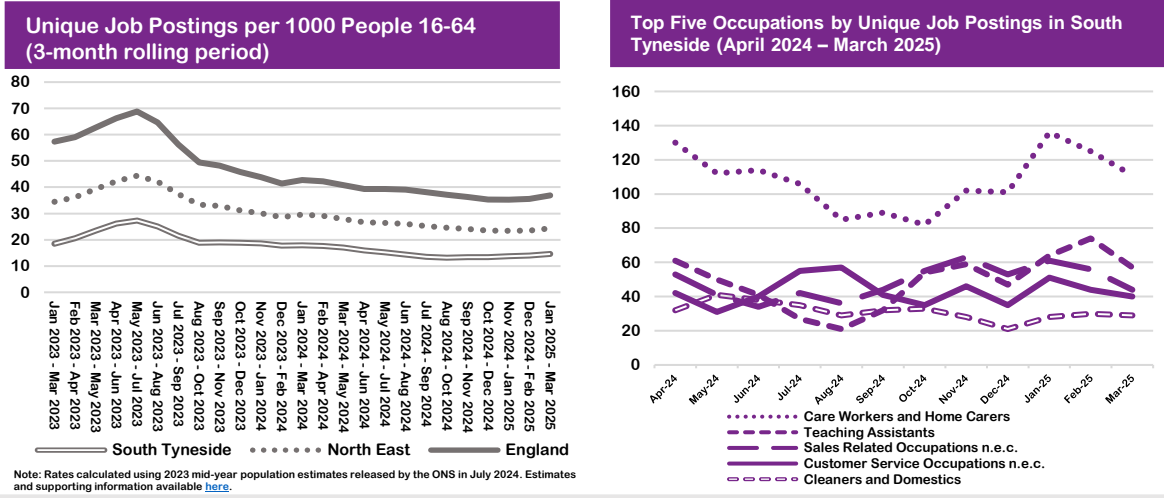 Unique Job Postings per 1000 People 16-64
(3-month rolling period)
80
70
60
50
40
30
20
10
0
Jan 2023 - Mar 2023
Feb 2023 - Apr 2023
Mar 2023 - May 2023
Apr 2023 - Jun 2023
May 2023 - Jul 2023
Jun 2023 - Aug 2023
Jul 2023 - Sep 2023
Aug 2023 - Oct 2023
Sep 2023 - Nov 2023
Oct 2023 - Dec 2023
Nov 2023 - Jan 2024
Dec 2023 - Feb 2024
Jan 2024 - Mar 2024
Feb 2024 - Apr 2024
Mar 2024 - May 2024
Apr 2024 - Jun 2024
May 2024 - Jul 2024
Jun 2024 - Aug 2024
Jul 2024 - Sep 2024
Aug 2024 - Oct 2024
Sep 2024 - Nov 2024
Oct 2024 - Dec 2024
Nov 2024 - Jan 2025
Dec 2024 - Feb 2025
Jan 2025 - Mar 2025
South Tyneside
North East
England
Note: Rates calculated using 2023 mid-year population estimates released by the ONS in July 2024. Estimates
and supporting information available here.
Top Five Occupations by Unique Job Postings in South
Tyneside (April 2024 – March 2025)
160
140
120
100
80
60
40
20
0
Apr-24
May-24
Jun-24
Jul-24
Aug-24
Sep-24
Oct-24
Nov-24
Dec-24
Jan-25
Feb-25
Mar-25
Care Workers and Home Carers
Teaching Assistants
Sales Related Occupations n.e.c.
Customer Service Occupations n.e.c.
Cleaners and Domestics